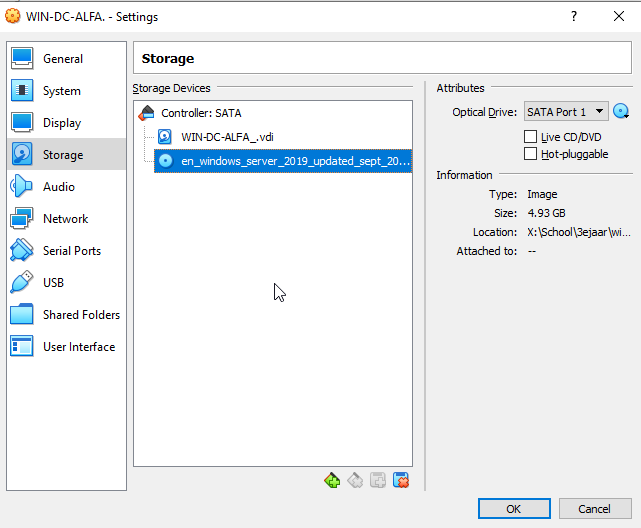 WIN-DC-ALFA. - Settings
General
System
Display
Storage
Audio
Network
Serial Ports
USB
Shared Folders
User Interface
Storage
Storage Devices
Controller: SATA
WIN-DC-ALFA_.vdi
en_windows_server_2019_updated_sept_20...
Attributes
Optical Drive: SATA Port 1
Live CD/DVD
Hot-pluggable
Information
Type: Image
Size: 4.93 GB
Location: X:\School\3ejaar\wi...
Attached to: --
OK Cancel